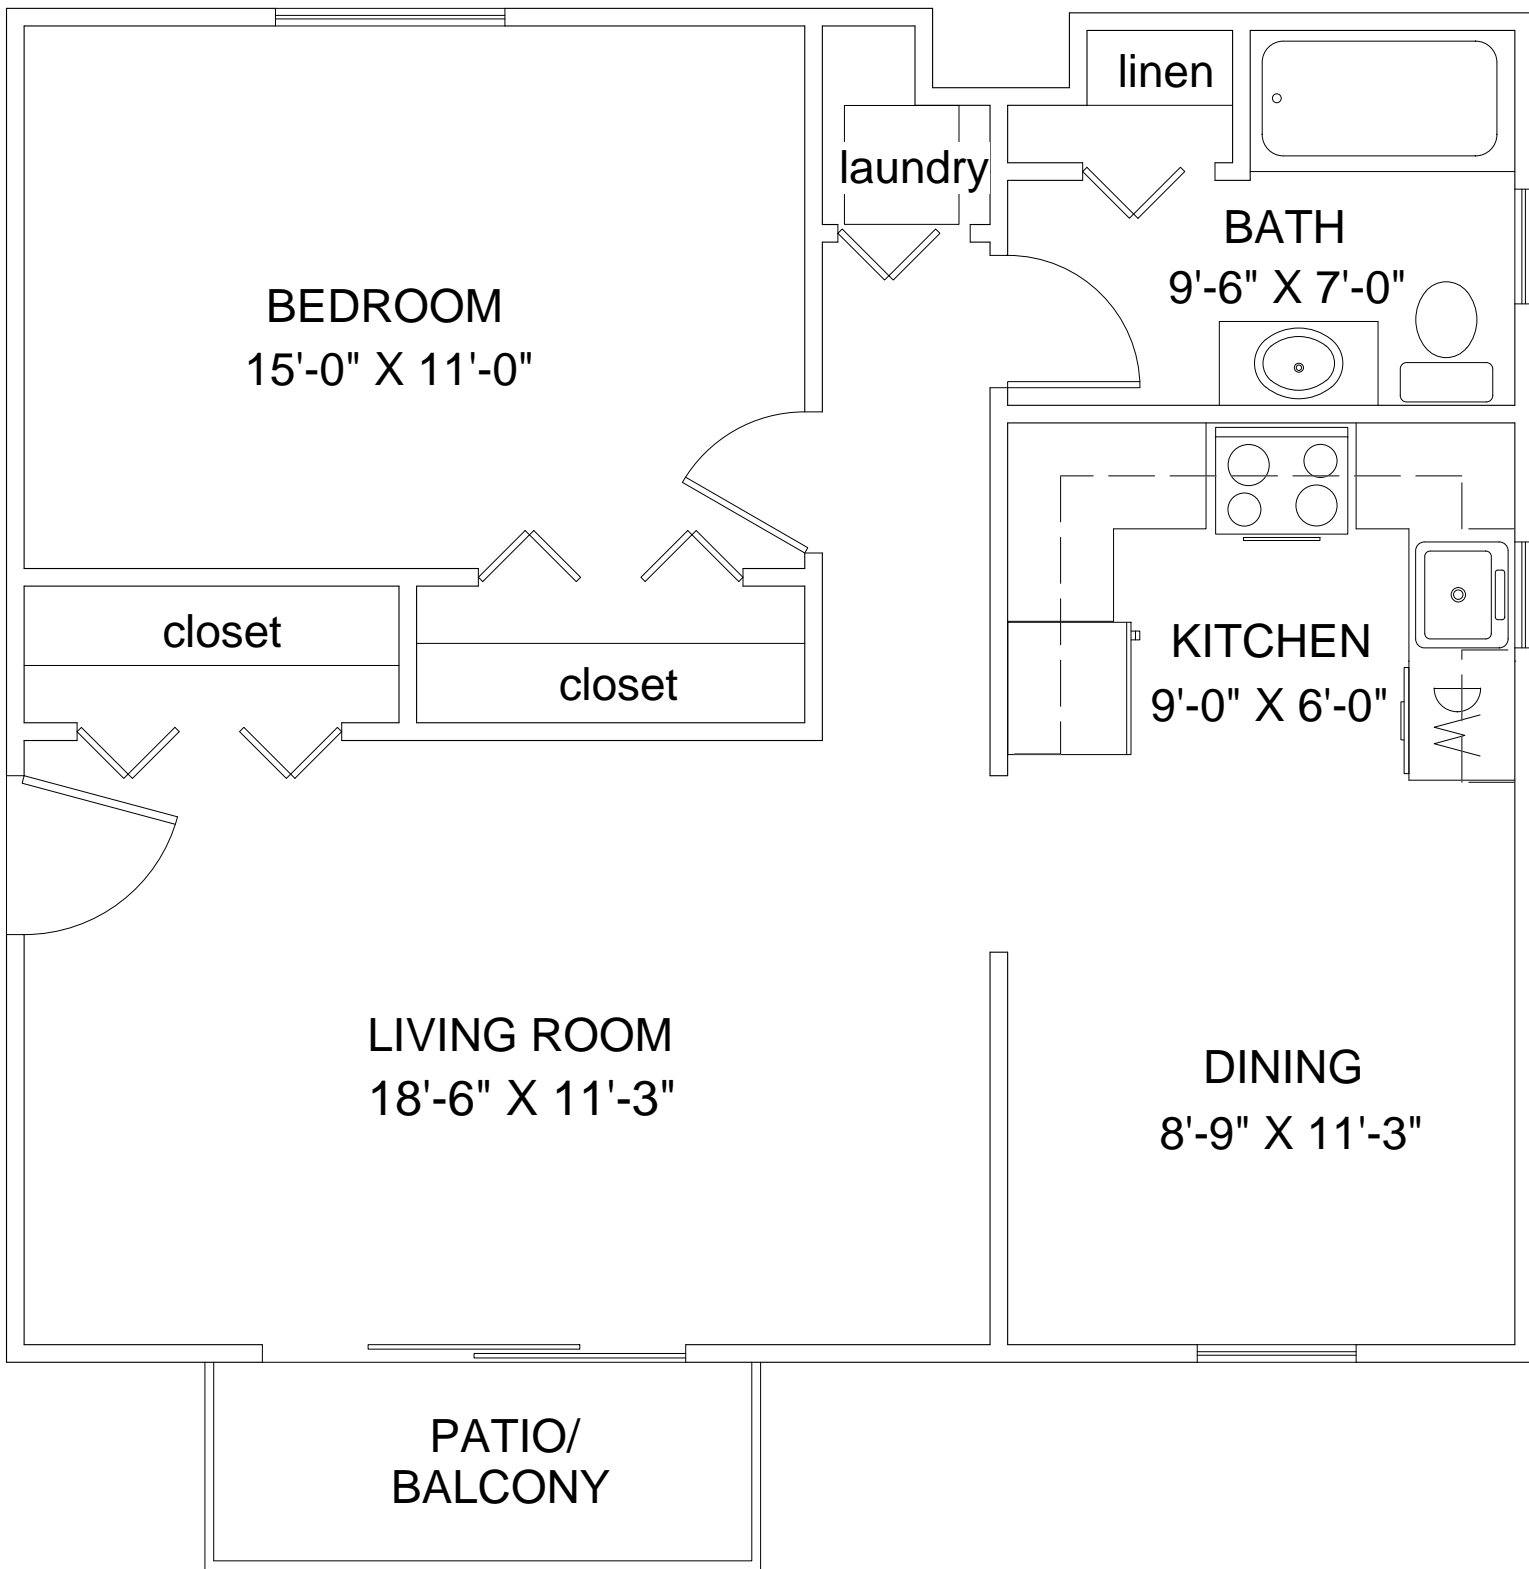 linen
laundry
BATH
9'-6" X 7'-0"
BEDROOM
15'-0" X 11'-0"
closet
closet
KITCHEN
9'-0" X 6'-0"
LIVING ROOM
18'-6" X 11'-3"
DINING
8'-9" X 11'-3"
PATIO/
BALCONY